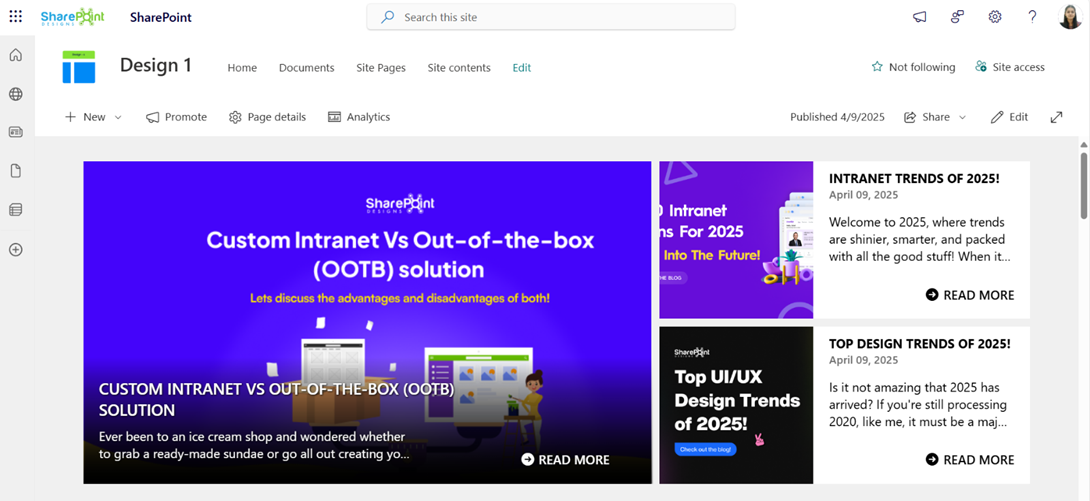 SharePoint
DESIGNS
SharePoint
Search this site
?
Design 1
Home
Documents
Site Pages
Site contents
Edit
Not following
Site access
New
Promote
Page details
Analytics
Published 4/9/2025
Share
Edit
SharePoint
DESIGNS
Custom Intranet Vs Out-of-the-box
(OOTB) solution
Lets discuss the advantages and disadvantages of both!
CUSTOM INTRANET VS OUT-OF-THE-BOX (OOTB)
SOLUTION
Ever been to an ice cream shop and wondered whether
to grab a ready-made sundae or go all out creating yo...
READ MORE
0 Intranet
ns For 2025
Into The Future!
HE BLOG
INTRANET TRENDS OF 2025!
April 09, 2025
Welcome to 2025, where trends
are shinier, smarter, and packed
with all the good stuff! When it...
READ MORE
SharePoint
DESIGNS
Top UI/UX
Design Trends
of 2025!
Check out the blog!
TOP DESIGN TRENDS OF 2025!
April 09, 2025
Is it not amazing that 2025 has
arrived? If you're still processing
2020, like me, it must be a maj...
READ MORE